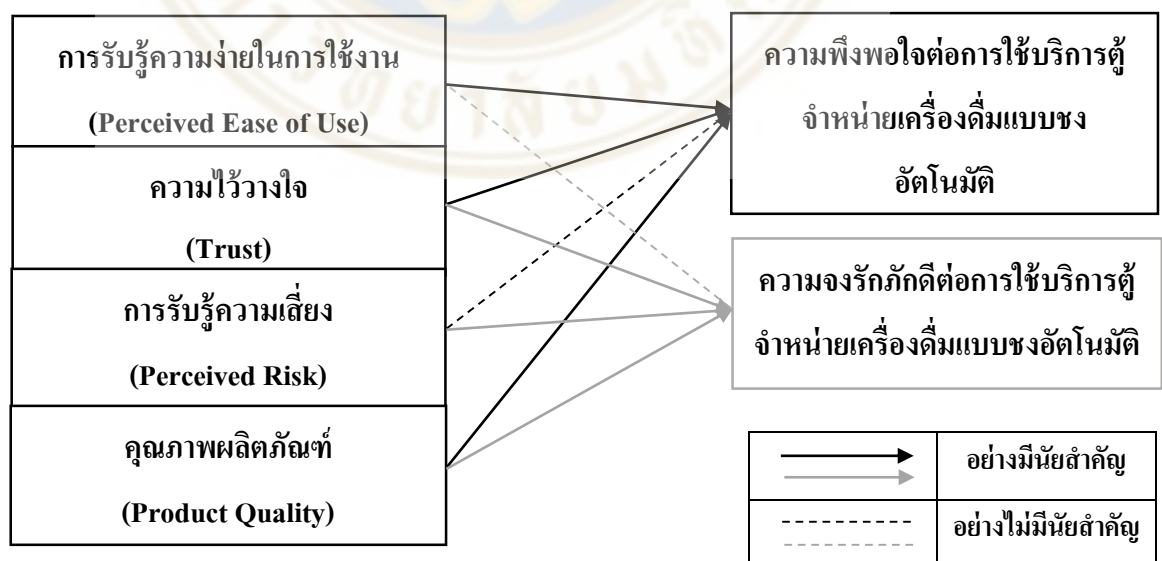 การรับรู้ความง่ายในการใช้งาน
(Perceived Ease of Use)
ความไว้วางใจ
(Trust)
การรับรู้ความเสี่ยง
(Perceived Risk)
คุณภาพผลิตภัณฑ์
(Product Quality)
ความพึงพอใจต่อการใช้บริการตู้
จำหน่ายเครื่องดื่มแบบชง
อัตโนมัติ
ความจงรักภักดีต่อการใช้บริการตู้
จำหน่ายเครื่องดื่มแบบชงอัตโนมัติ
อย่างมีนัยสำคัญ
อย่างไม่มีนัยสำคัญ